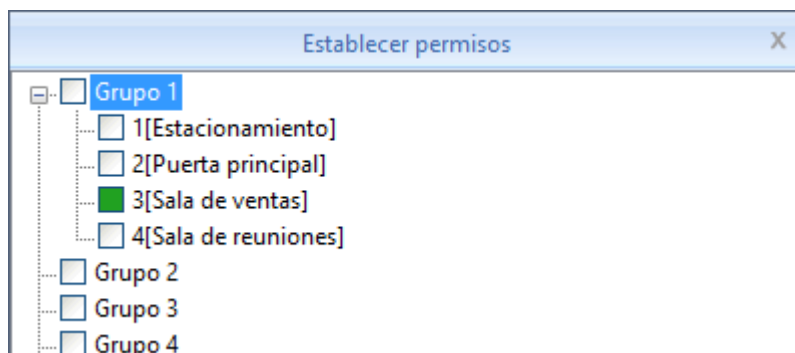 Establecer permisos
Grupo 1
1[Estacionamiento]
2[Puerta principal]
3[Sala de ventas]
4[Sala de reuniones]
Grupo 2
Grupo 3
Grupo 4